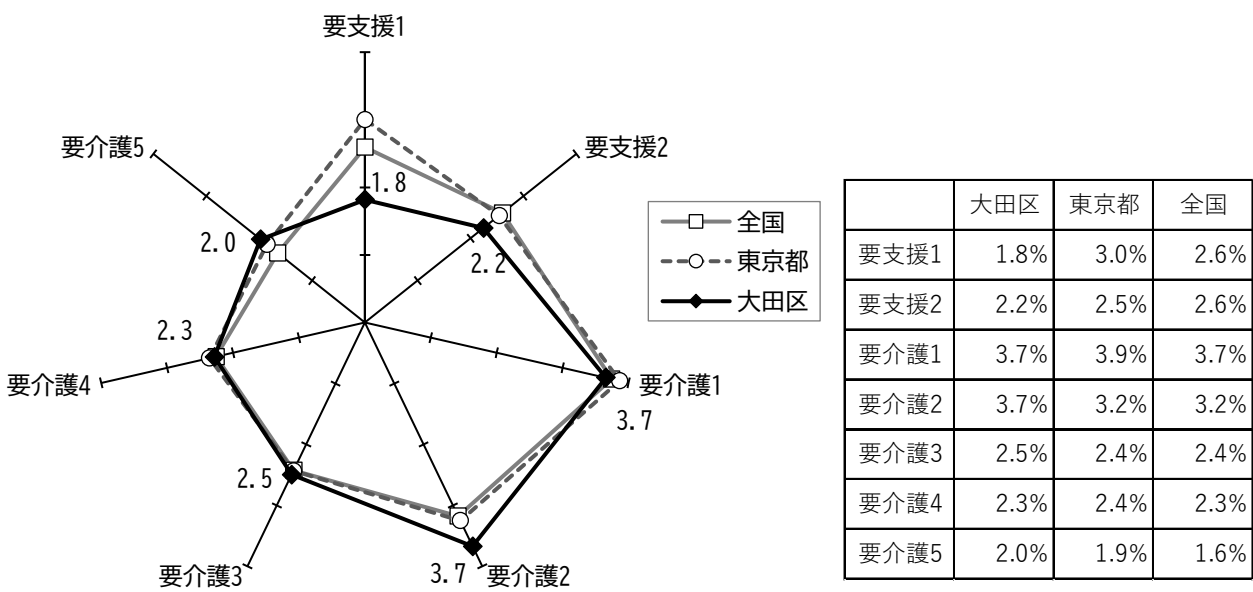 要支援1
要支援2
要介護1
要介護2
要介護3
要介護4
要介護5
1.8
2.2
3.7
3.7
2.5
2.3
2.0
全国
東京都
大田区
大田区 東京都 全国
要支援1 1.8% 3.0% 2.6%
要支援2 2.2% 2.5% 2.6%
要介護1 3.7% 3.9% 3.7%
要介護2 3.7% 3.2% 3.2%
要介護3 2.5% 2.4% 2.4%
要介護4 2.3% 2.4% 2.3%
要介護5 2.0% 1.9% 1.6%